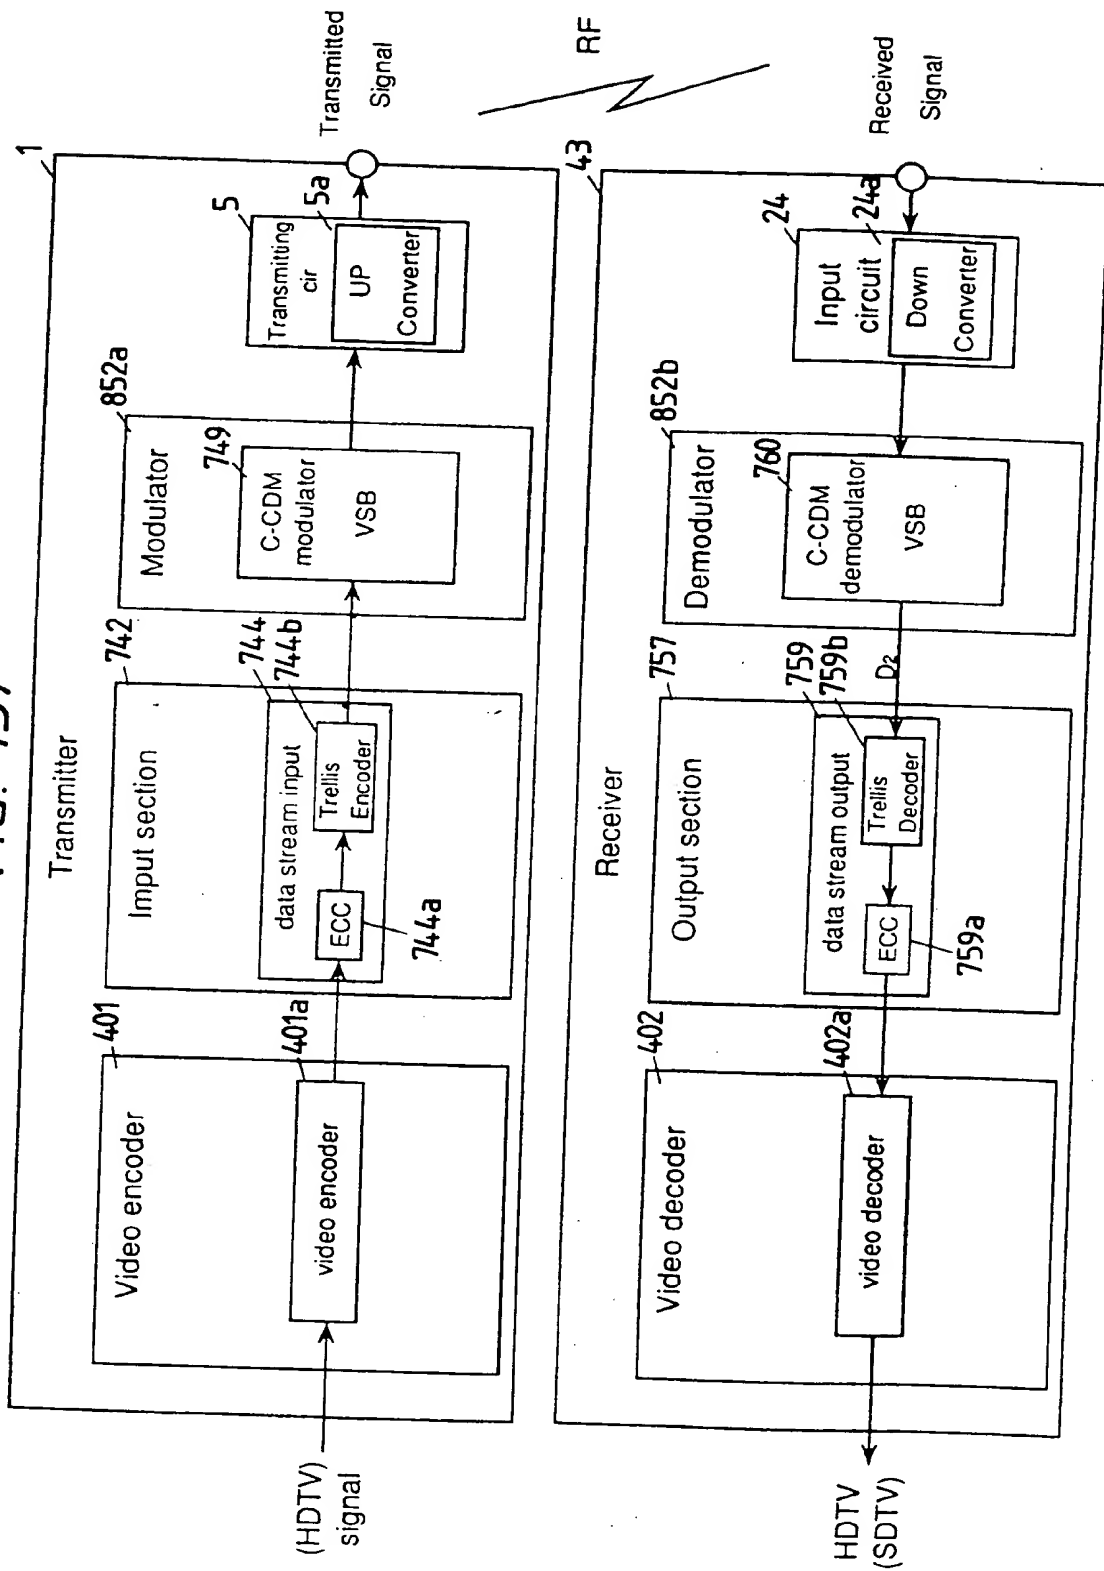 Transmitter
1
Video encoder
401
video encoder
401a
(HDTV)
signal
Imput section
742
data stream input
744
744b
ECC
744a
Trellis
Encoder
Modulator
852a
749
C-CDM
modulator
VSB
5
Transmitting
cir
5a
UP
Converter
Transmitted
Signal
RF
Receiver
43
Video decoder
402
video decoder
402a
HDTV
(SDTV)
Output section
757
data stream output
759
759b
ECC
759a
Trellis
Decoder
D2
Demodulator
852b
760
C-CDM
demodulator
VSB
24
Input
circuit
24a
Down
Converter
Received
Signal